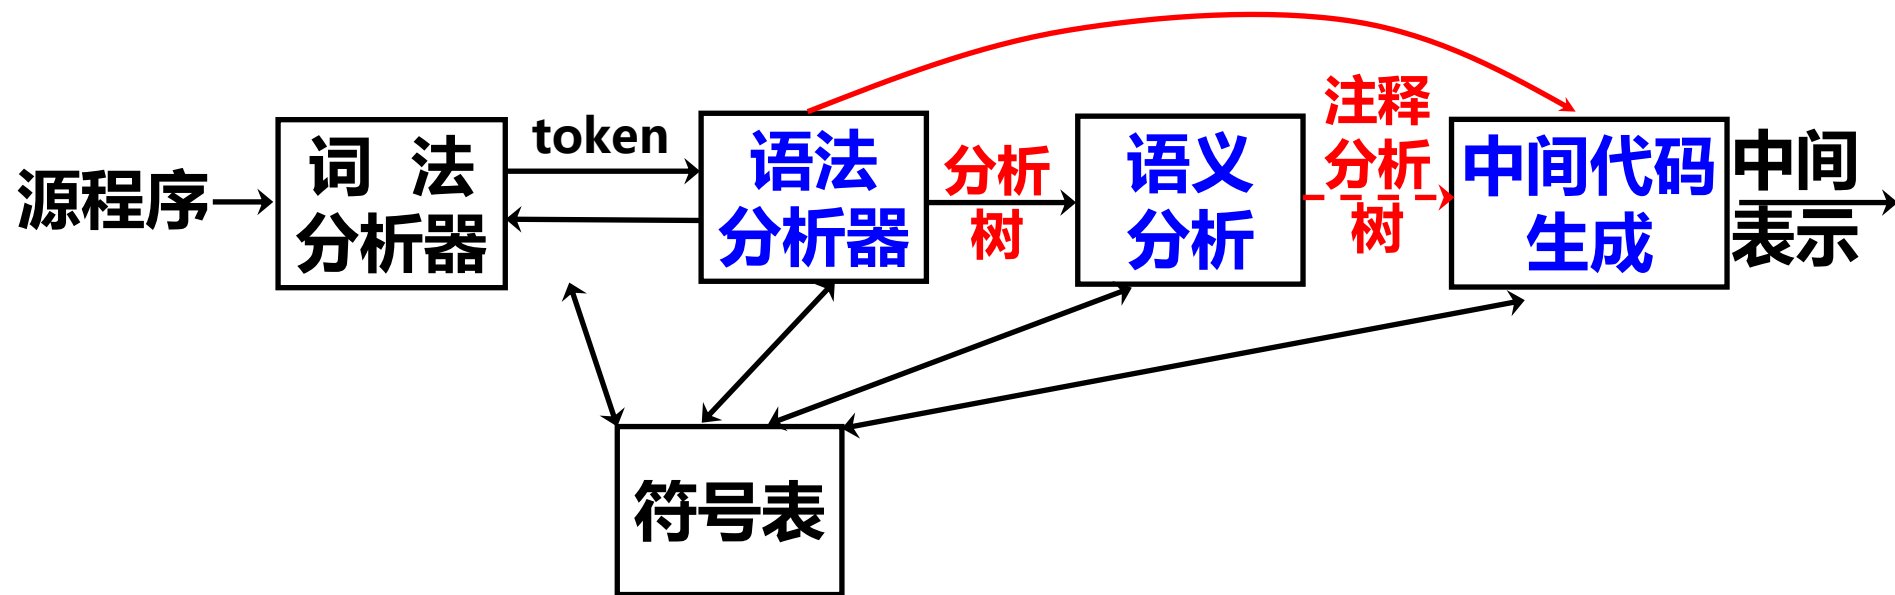 源程序
词 法
分析器
token
语法
分析器
分析
树
语义
分析
注释
分析
树
中间代码
生成
中间
表示
符号表